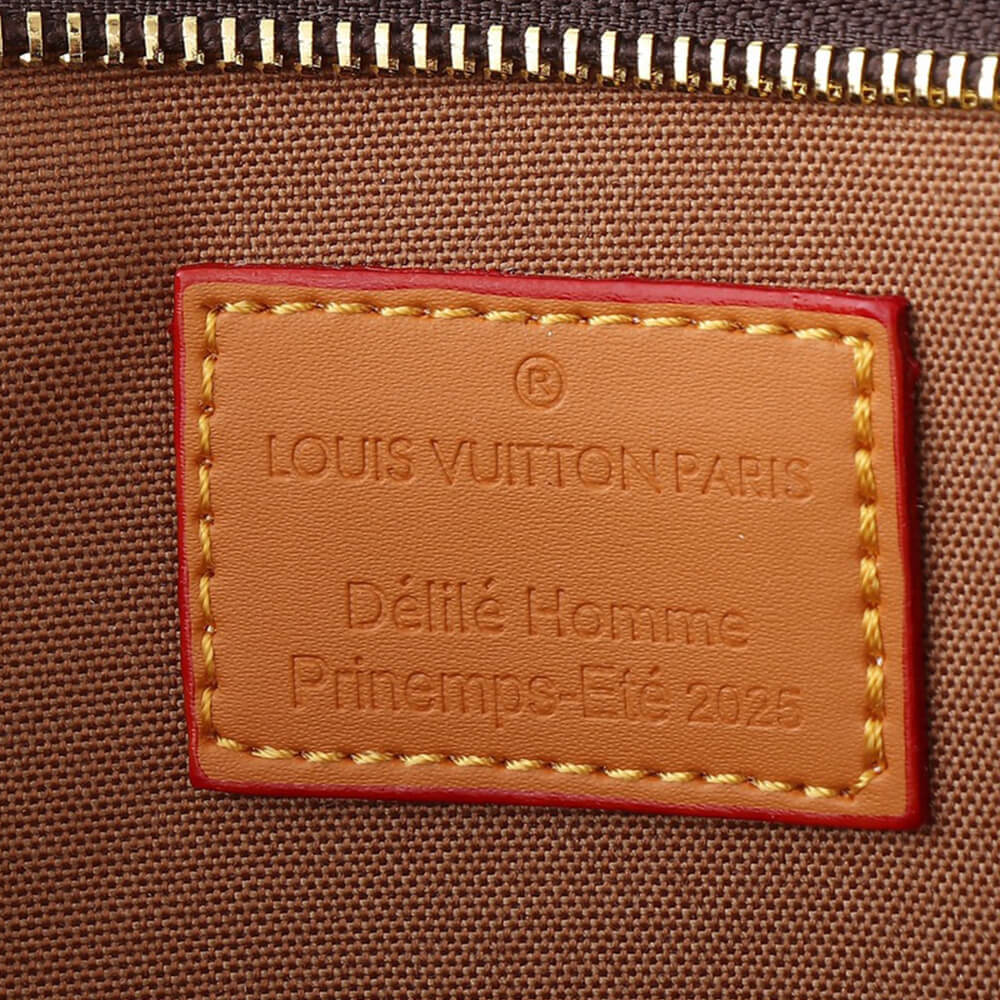 ®
LOUIS VUITTON PARIS
Délilé Homme
Prinemps-Eté 2025